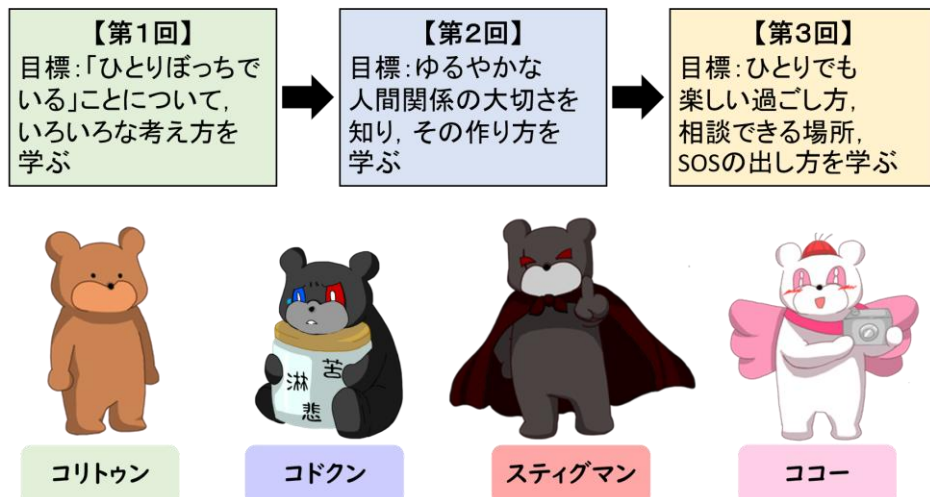 【第1回】
目標:「ひとりぼっちで
いる」ことについて,
いろいろな考え方を
学ぶ
【第2回】
目標:ゆるやかな
人間関係の大切さを
知り, その作り方を
学ぶ
【第3回】
目標:ひとりでも
楽しい過ごし方,
相談できる場所,
SOSの出し方を学ぶ
苦
淋
悲
コリトゥン
コドクン
スティグマン
ココー